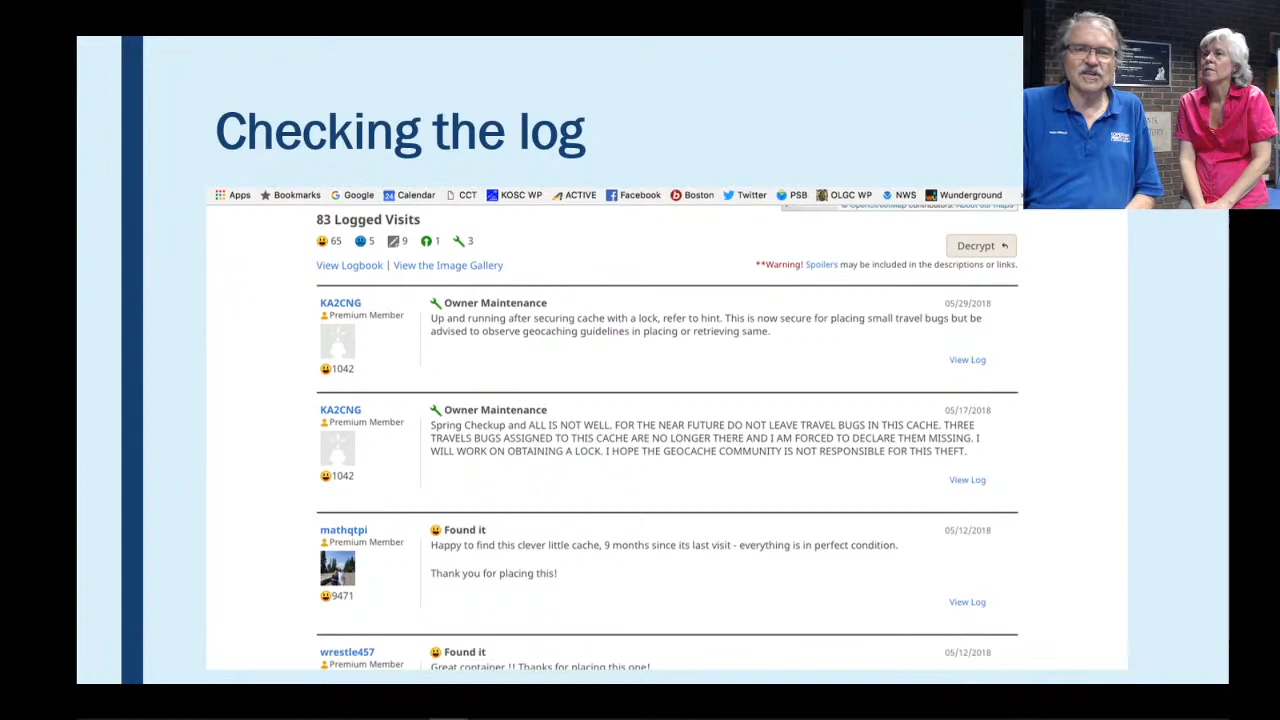 Checking the log
Apps Bookmarks Google 24 Calendar CCT KOSC WP ACTIVE Facebook Boston Twitter PSB OLGC WP NWS Wunderground
© OpenStreetMap contributors. About our maps
83 Logged Visits
65 5 9 1 3
Decrypt
View Logbook | View the Image Gallery
**Warning! Spoilers may be included in the descriptions or links.
KA2CNG
Premium Member
1042
Owner Maintenance
05/29/2018
Up and running after securing cache with a lock, refer to hint. This is now secure for placing small travel bugs but be
advised to observe geocaching guidelines in placing or retrieving same.
View Log
KA2CNG
Premium Member
1042
Owner Maintenance
05/17/2018
Spring Checkup and ALL IS NOT WELL. FOR THE NEAR FUTURE DO NOT LEAVE TRAVEL BUGS IN THIS CACHE. THREE
TRAVELS BUGS ASSIGNED TO THIS CACHE ARE NO LONGER THERE AND I AM FORCED TO DECLARE THEM MISSING. I
WILL WORK ON OBTAINING A LOCK. I HOPE THE GEOCACHE COMMUNITY IS NOT RESPONSIBLE FOR THIS THEFT.
View Log
mathqtpi
Premium Member
9471
Found it
05/12/2018
Happy to find this clever little cache, 9 months since its last visit - everything is in perfect condition.
Thank you for placing this!
View Log
wrestle457
Premium Member
Found it
05/12/2018
Great container !! Thanks for placing this one!